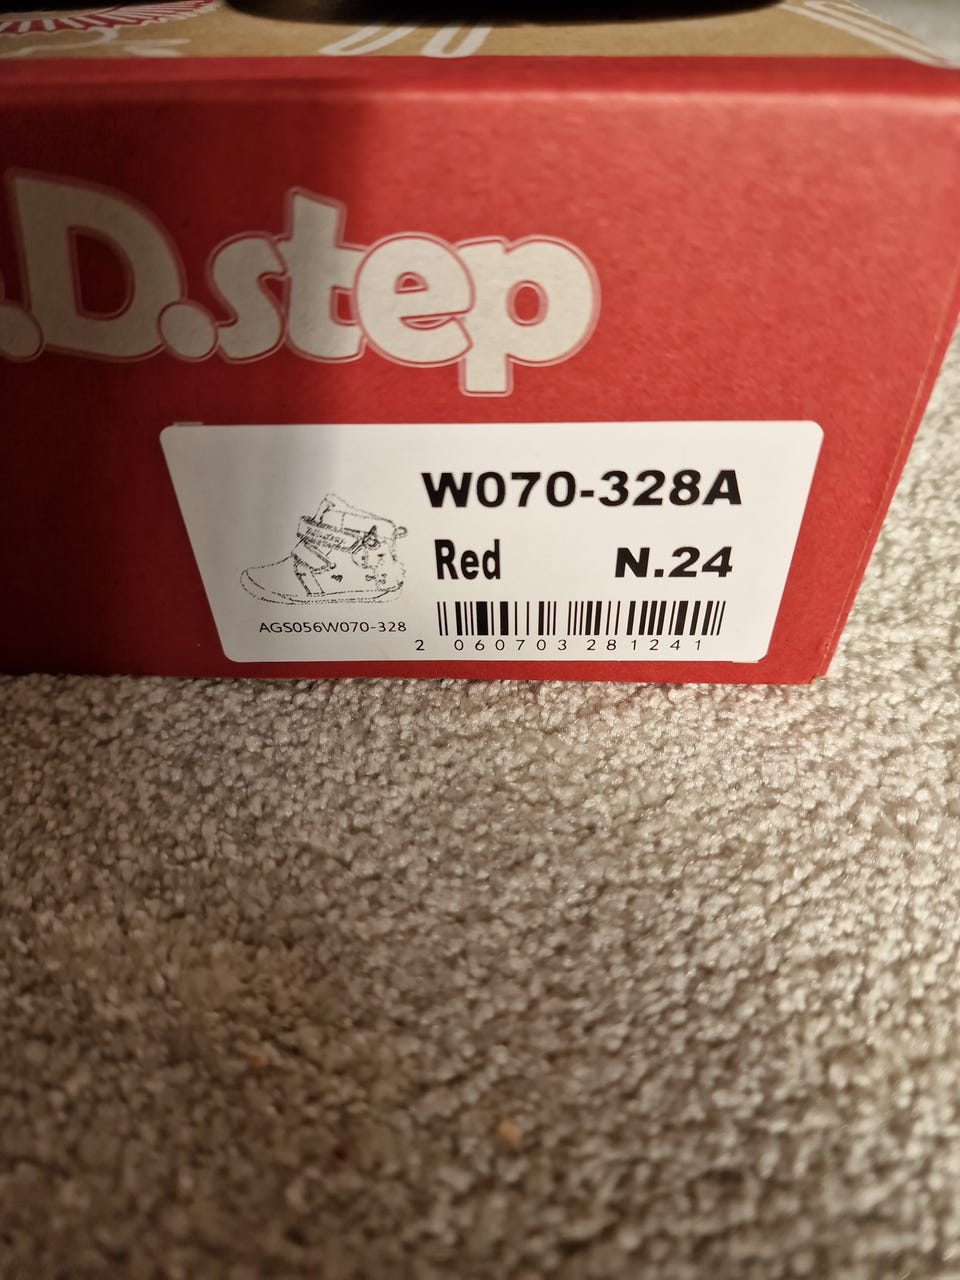 .D.step
W070-328A
Red N.24
AGS056W070-328
2 060703 281241